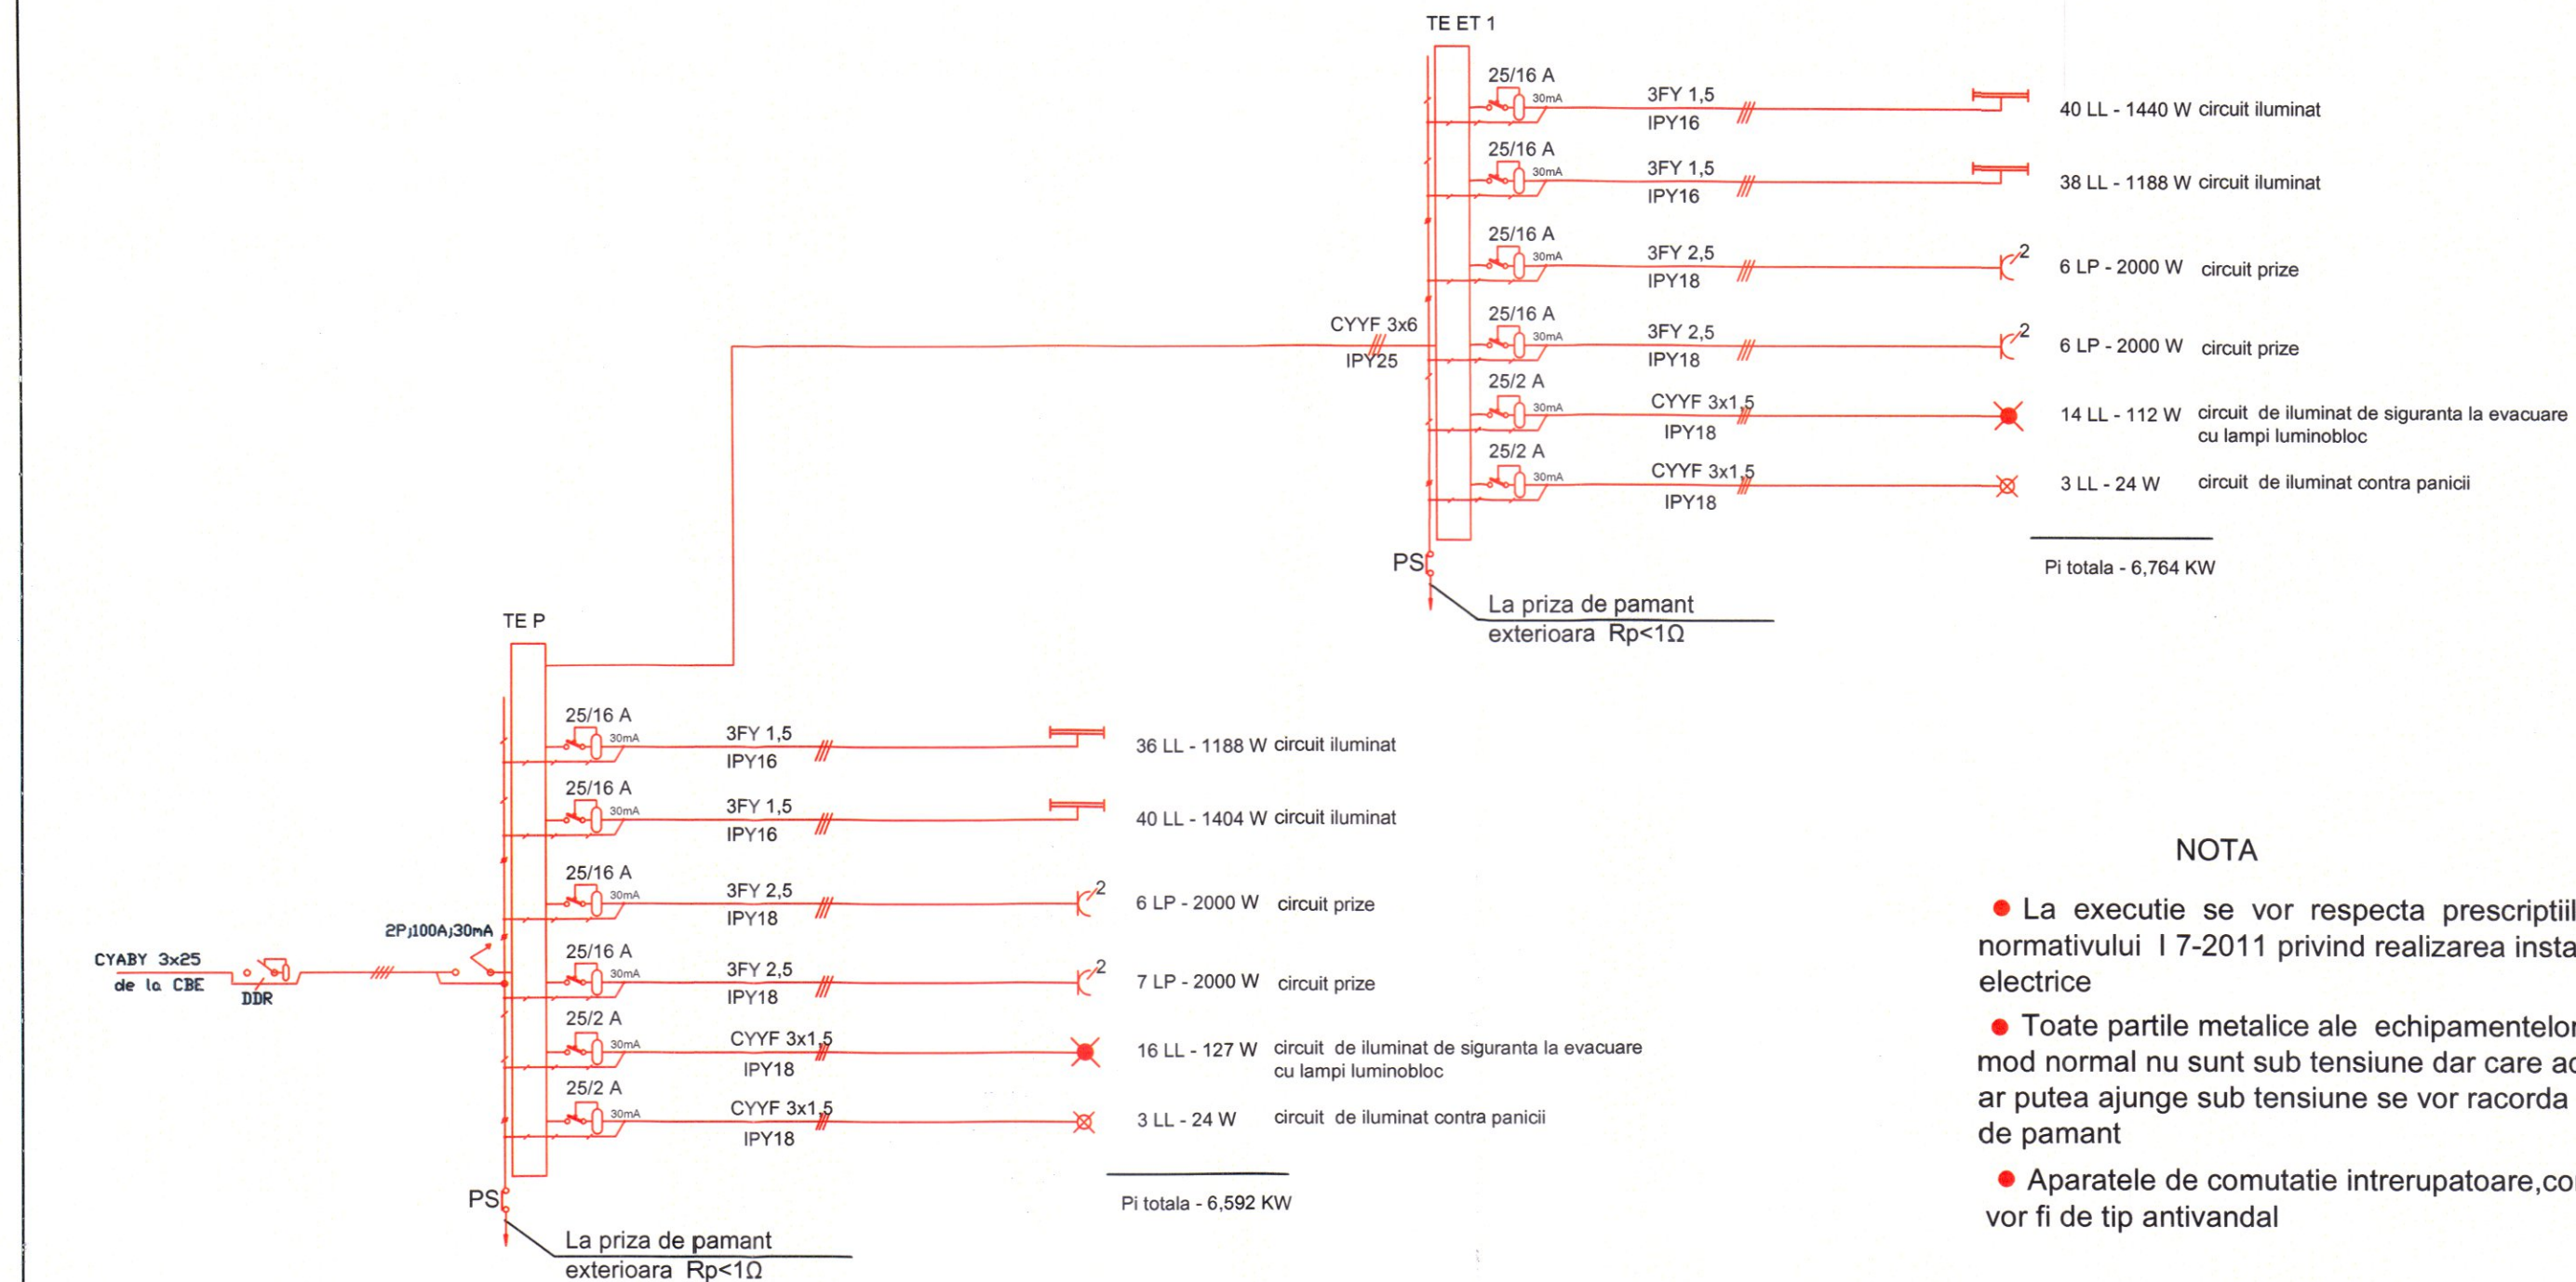 TE ET 1
25/16 A
30mA
3FY 1,5
IPY16
40 LL - 1440 W circuit iluminat
25/16 A
30mA
3FY 1,5
IPY16
38 LL - 1188 W circuit iluminat
25/16 A
30mA
3FY 2,5
IPY18
2
6 LP - 2000 W circuit prize
CYYF 3x6
IPY25
25/16 A
30mA
3FY 2,5
IPY18
2
6 LP - 2000 W circuit prize
25/2 A
30mA
CYYF 3x1,5
IPY18
14 LL - 112 W circuit de iluminat de siguranta la evacuare
cu lampi luminobloc
25/2 A
30mA
CYYF 3x1,5
IPY18
3 LL - 24 W circuit de iluminat contra panicii
PS
Pi totala - 6,764 KW
La priza de pamant
exterioara Rp<1Ω
TE P
25/16 A
30mA
3FY 1,5
IPY16
36 LL - 1188 W circuit iluminat
25/16 A
30mA
3FY 1,5
IPY16
40 LL - 1404 W circuit iluminat
25/16 A
30mA
3FY 2,5
IPY18
2
6 LP - 2000 W circuit prize
CYABY 3x25
de la CBE
DDR
2P;100A;30mA
25/16 A
30mA
3FY 2,5
IPY18
2
7 LP - 2000 W circuit prize
25/2 A
30mA
CYYF 3x1,5
IPY18
16 LL - 127 W circuit de iluminat de siguranta la evacuare
cu lampi luminobloc
25/2 A
30mA
CYYF 3x1,5
IPY18
3 LL - 24 W circuit de iluminat contra panicii
PS
Pi totala - 6,592 KW
La priza de pamant
exterioara Rp<1Ω
NOTA
● La executie se vor respecta prescriptiil
normativului I 7-2011 privind realizarea insta
electrice
● Toate partile metalice ale echipamentelor
mod normal nu sunt sub tensiune dar care ac
ar putea ajunge sub tensiune se vor racorda
de pamant
● Aparatele de comutatie intrerupatoare,co
vor fi de tip antivandal